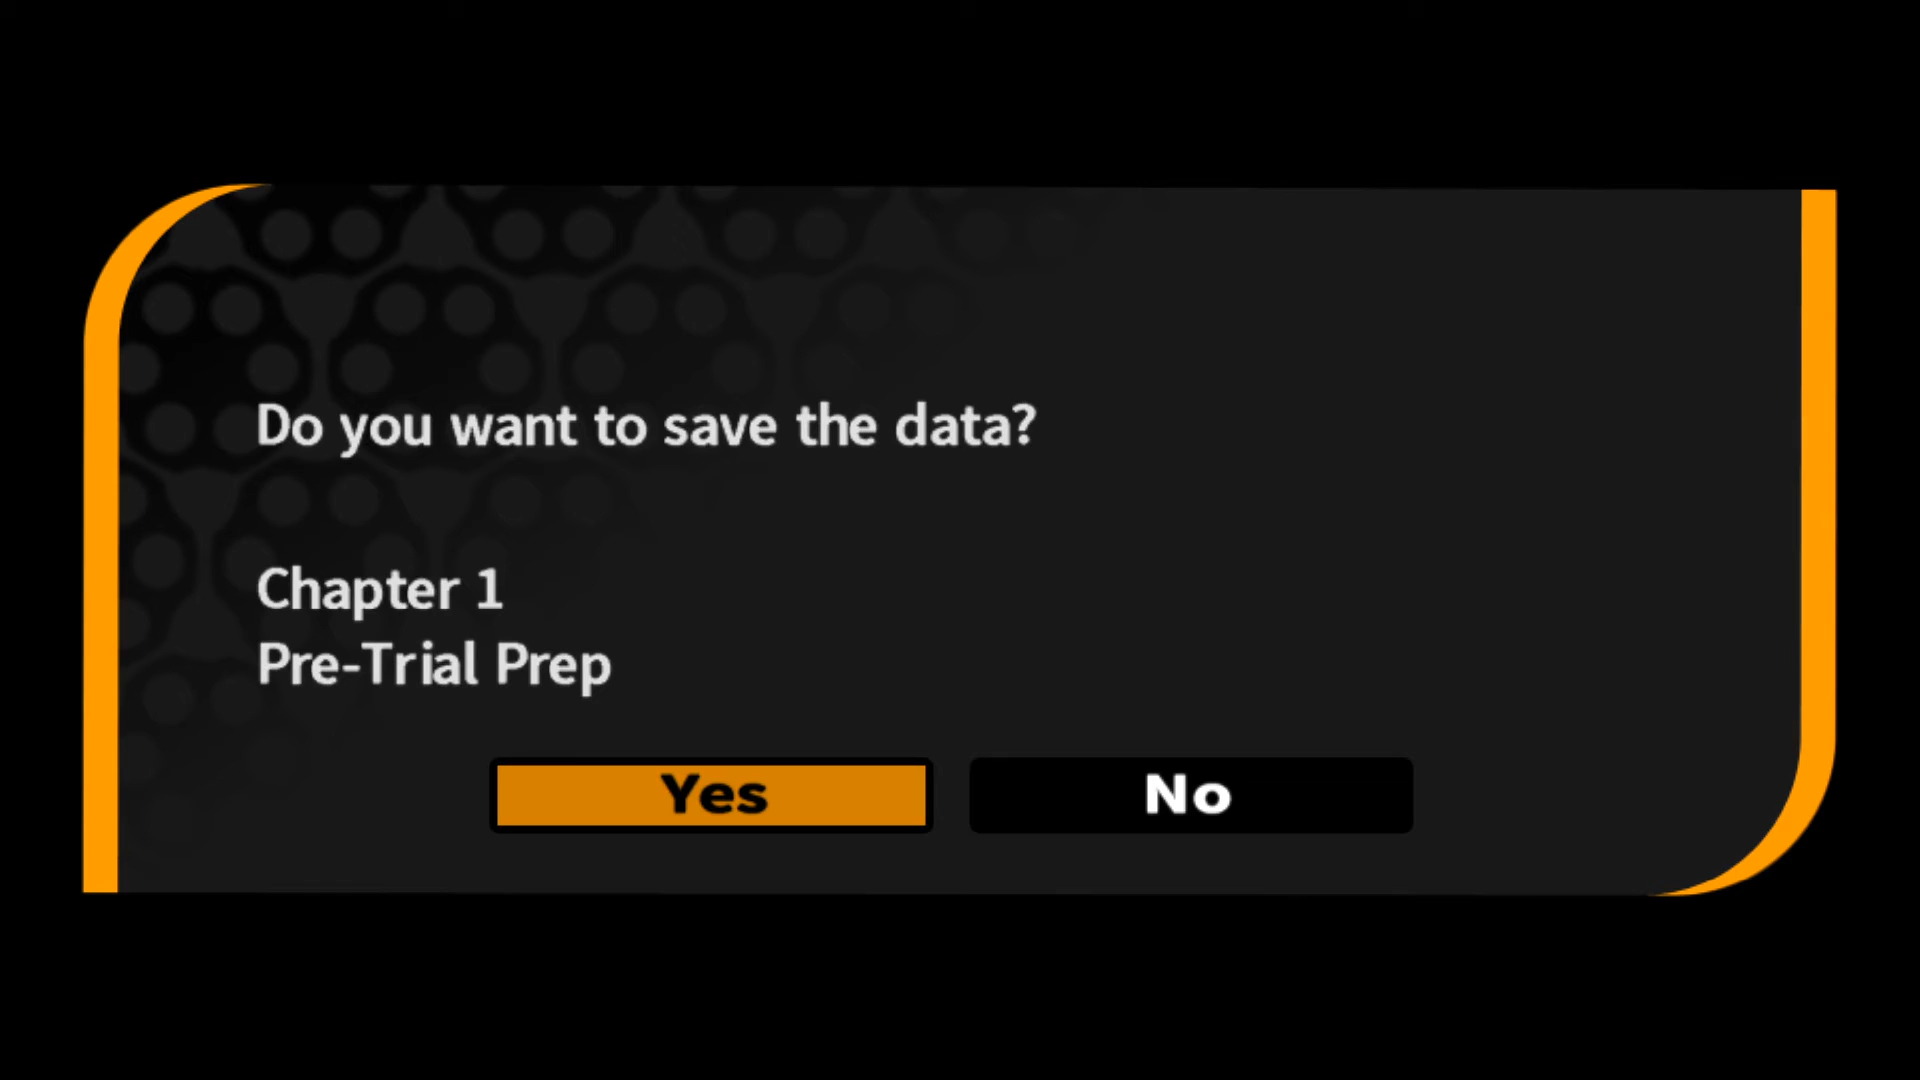 Do you want to save the data?
Chapter 1
Pre-Trial Prep
Yes
No